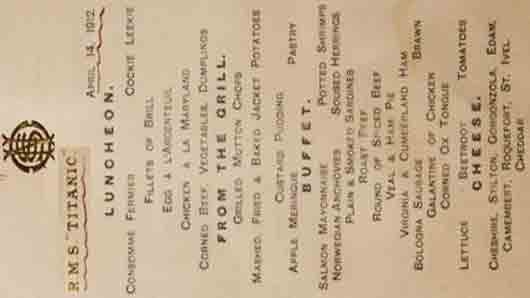 R.M.S "TITANIC"
APRIL 14, 1912.
LUNCHEON.
CONSOMMÉ FERMIER COCKIE LEEKIE
FILLETS OF BRILL
EGG À L'ARGENTEUIL
CHICKEN À LA MARYLAND
CORNED BEEF, VEGETABLES, DUMPLINGS
FROM THE GRILL.
GRILLED MUTTON CHOPS
MASHED, FRIED & BAKED JACKET POTATOES
CUSTARD PUDDING
APPLE MERINGUE PASTRY
BUFFET.
SALMON MAYONNAISE POTTED SHRIMPS
NORWEGIAN ANCHOVIES SOUSED HERRINGS
PLAIN & SMOKED SARDINES
ROAST BEEF
ROUND OF SPICED BEEF
VEAL & HAM PIE
VIRGINIA & CUMBERLAND HAM
BOLOGNA SAUSAGE BRAWN
GALANTINE OF CHICKEN
CORNED OX TONGUE
LETTUCE BEETROOT TOMATOES
CHEESE.
CHESHIRE, STILTON, GORGONZOLA, EDAM,
CAMEMBERT, ROQUEFORT, ST. IVEL
CHEDDAR